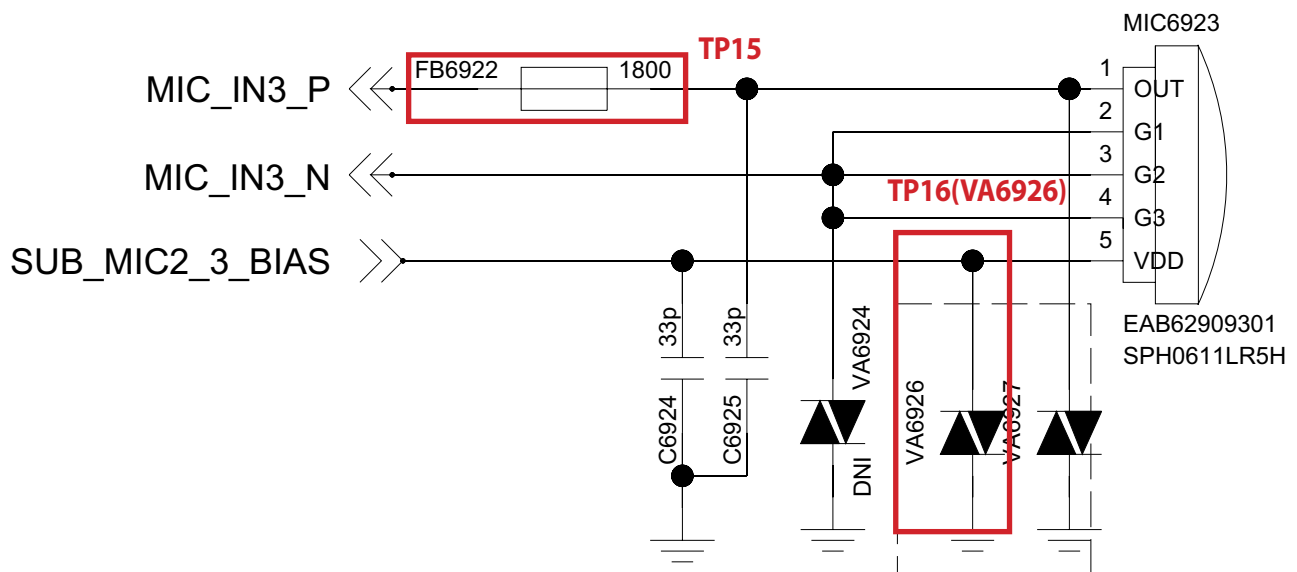 MIC6923
TP15
FB6922 1800
MIC_IN3_P
1
OUT
2
G1
MIC_IN3_N
3
G2
TP16(VA6926)
4
G3
SUB_MIC2_3_BIAS
5
VDD
EAB62909301
SPH0611LR5H
33p
C6924
33p
C6925
VA6924
DNI
VA6926
VA6927